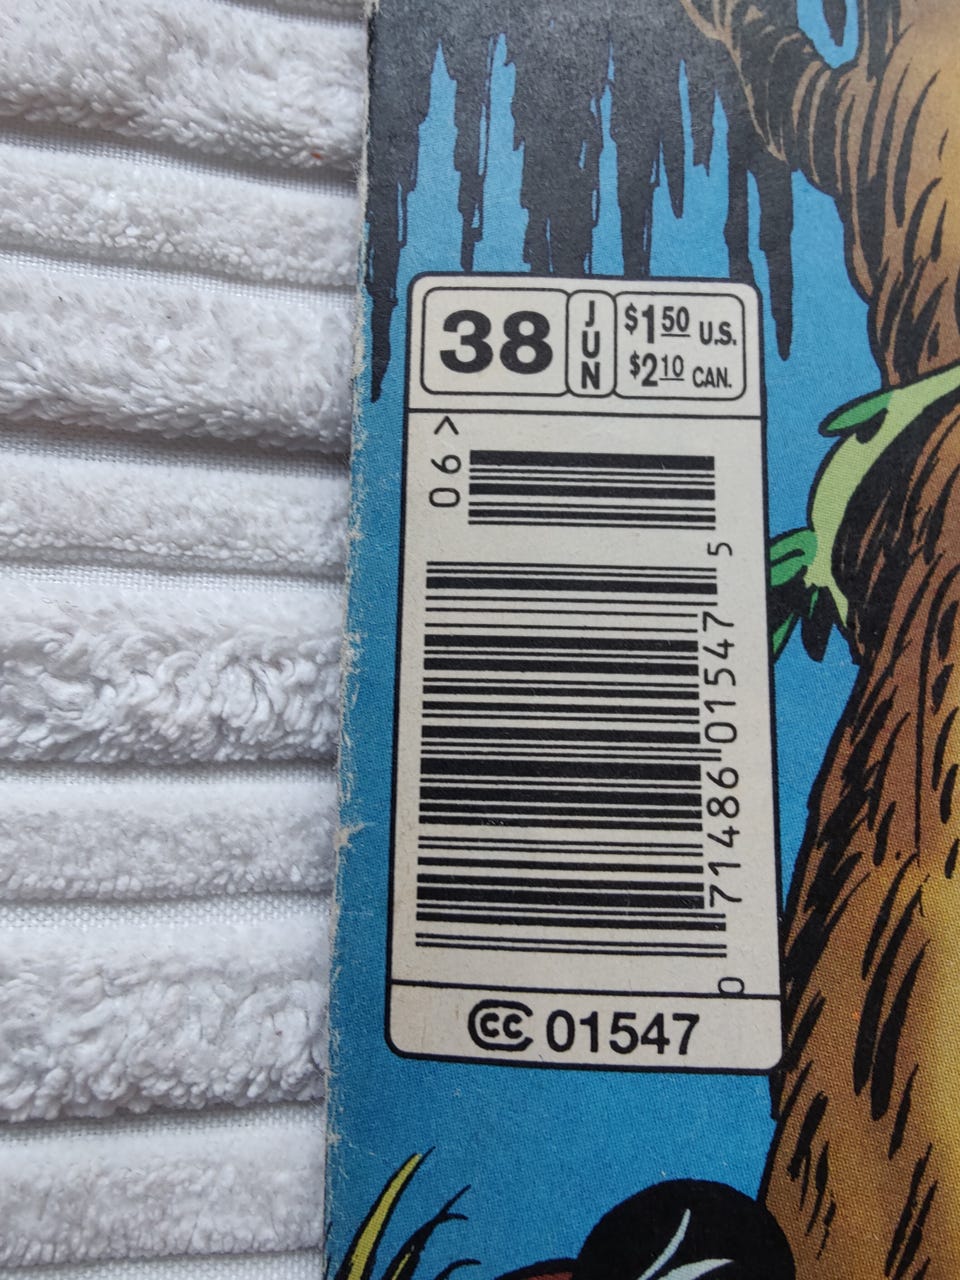 38
JUN
$1.50 U.S.
$2.10 CAN.
06>
0 71486 01547 5
CC 01547